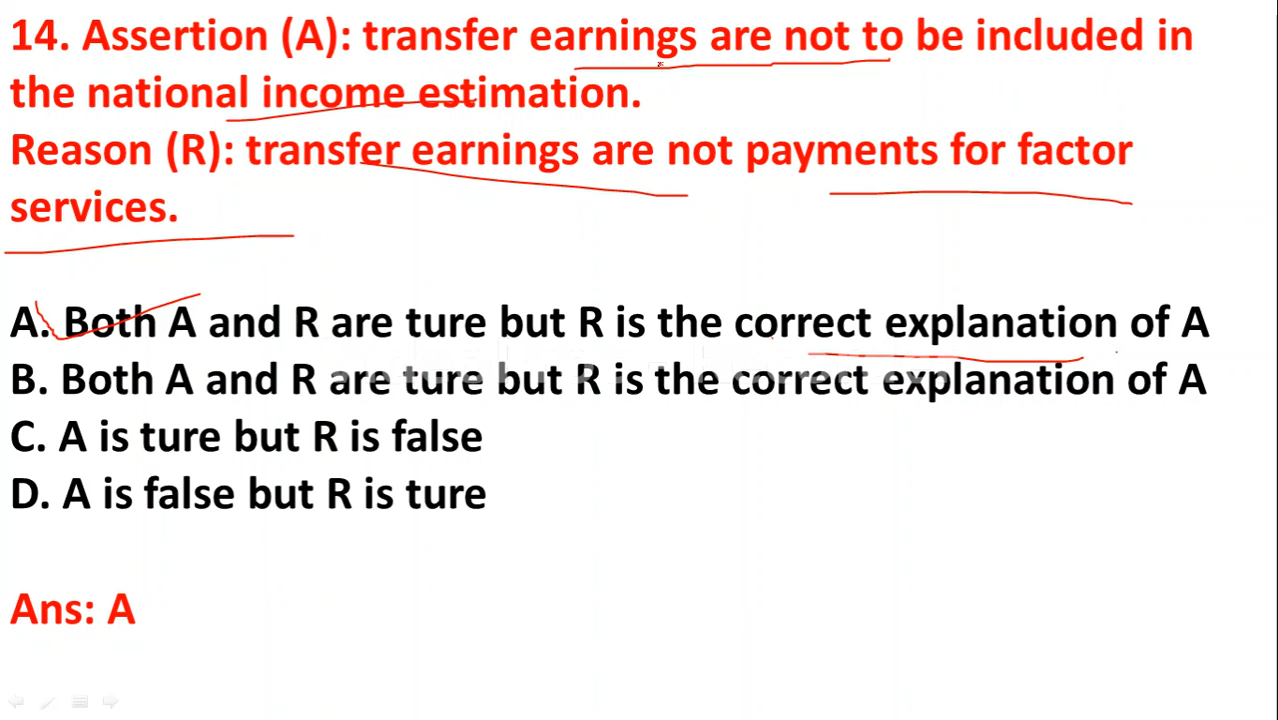 14. Assertion (A): transfer earnings are not to be included in
the national income estimation.
Reason (R): transfer earnings are not payments for factor
services.
A. Both A and R are ture but R is the correct explanation of A
B. Both A and R are ture but R is the correct explanation of A
C. A is ture but R is false
D. A is false but R is ture
Ans: A